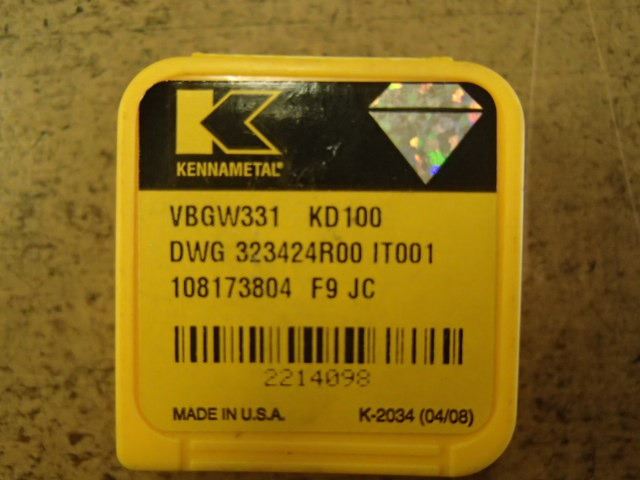 KENNAMETAL®
VBGW331 KD100
DWG 323424R00 IT001
108173804 F9 JC
2214098
MADE IN U.S.A. K-2034 (04/08)